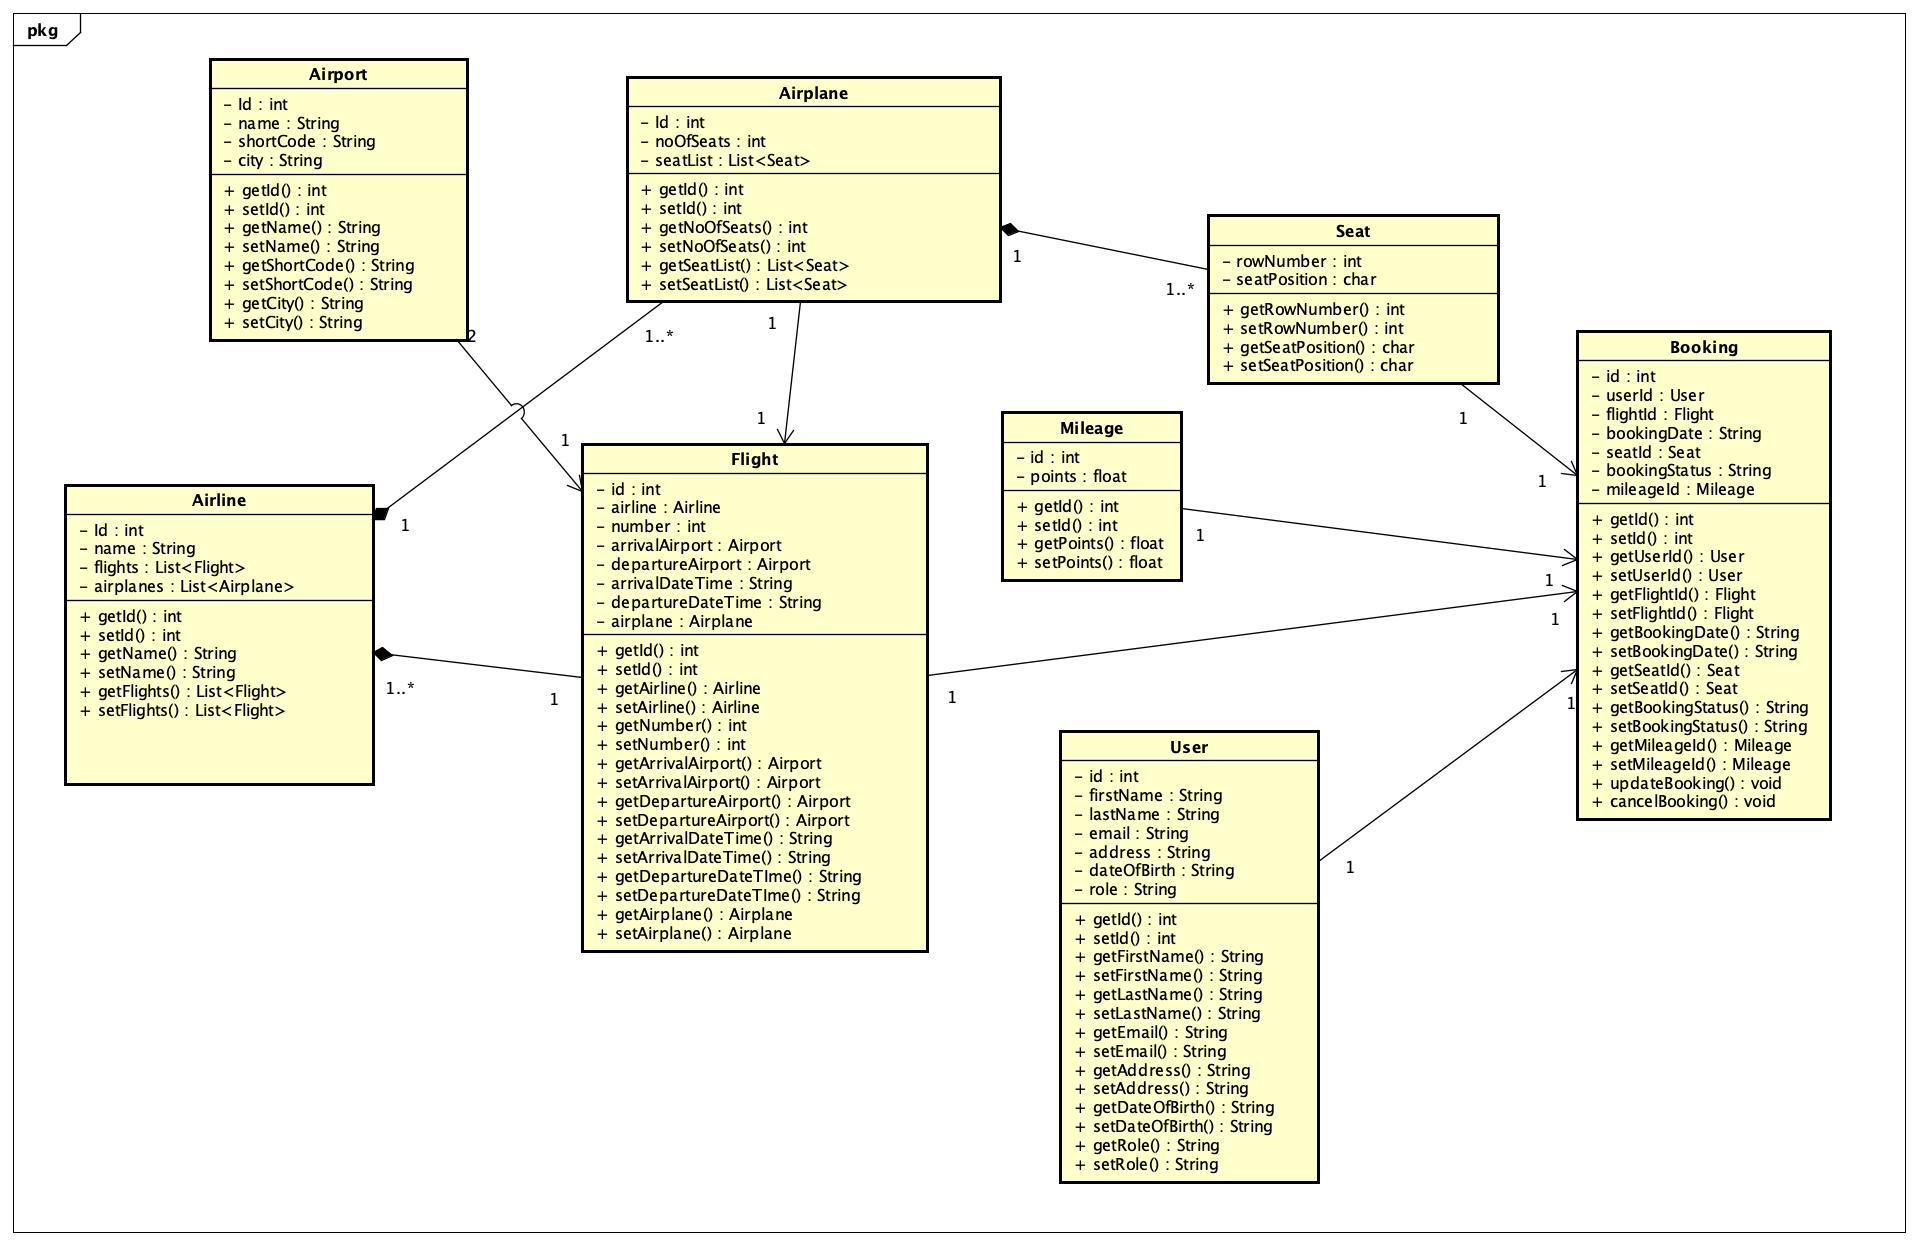 pkg
Airport
– Id : int
– name : String
– shortCode : String
– city : String
+ getId() : int
+ setId() : int
+ getName() : String
+ setName() : String
+ getShortCode() : String
+ setShortCode() : String
+ getCity() : String
+ setCity() : String
2
1
Airplane
– Id : int
– noOfSeats : int
– seatList : List<Seat>
+ getId() : int
+ setId() : int
+ getNoOfSeats() : int
+ setNoOfSeats() : int
+ getSeatList() : List<Seat>
+ setSeatList() : List<Seat>
1
1..*
1..*
1
1
1
Seat
– rowNumber : int
– seatPosition : char
+ getRowNumber() : int
+ setRowNumber() : int
+ getSeatPosition() : char
+ setSeatPosition() : char
1
1
Airline
– Id : int
– name : String
– flights : List<Flight>
– airplanes : List<Airplane>
+ getId() : int
+ setId() : int
+ getName() : String
+ setName() : String
+ getFlights() : List<Flight>
+ setFlights() : List<Flight>
1..*
1
Flight
– id : int
– airline : Airline
– number : int
– arrivalAirport : Airport
– departureAirport : Airport
– arrivalDateTime : String
– departureDateTime : String
– airplane : Airplane
+ getId() : int
+ setId() : int
+ getAirline() : Airline
+ setAirline() : Airline
+ getNumber() : int
+ setNumber() : int
+ getArrivalAirport() : Airport
+ setArrivalAirport() : Airport
+ getDepartureAirport() : Airport
+ setDepartureAirport() : Airport
+ getArrivalDateTime() : String
+ setArrivalDateTime() : String
+ getDepartureDateTIme() : String
+ setDepartureDateTIme() : String
+ getAirplane() : Airplane
+ setAirplane() : Airplane
1
1
Mileage
– id : int
– points : float
+ getId() : int
+ setId() : int
+ getPoints() : float
+ setPoints() : float
1
1
User
– id : int
– firstName : String
– lastName : String
– email : String
– address : String
– dateOfBirth : String
– role : String
+ getId() : int
+ setId() : int
+ getFirstName() : String
+ setFirstName() : String
+ getLastName() : String
+ setLastName() : String
+ getEmail() : String
+ setEmail() : String
+ getAddress() : String
+ setAddress() : String
+ getDateOfBirth() : String
+ setDateOfBirth() : String
+ getRole() : String
+ setRole() : String
1
1
Booking
– id : int
– userId : User
– flightId : Flight
– bookingDate : String
– seatId : Seat
– bookingStatus : String
– mileageId : Mileage
+ getId() : int
+ setId() : int
+ getUserId() : User
+ setUserId() : User
+ getFlightId() : Flight
+ setFlightId() : Flight
+ getBookingDate() : String
+ setBookingDate() : String
+ getSeatId() : Seat
+ setSeatId() : Seat
+ getBookingStatus() : String
+ setBookingStatus() : String
+ getMileageId() : Mileage
+ setMileageId() : Mileage
+ updateBooking() : void
+ cancelBooking() : void